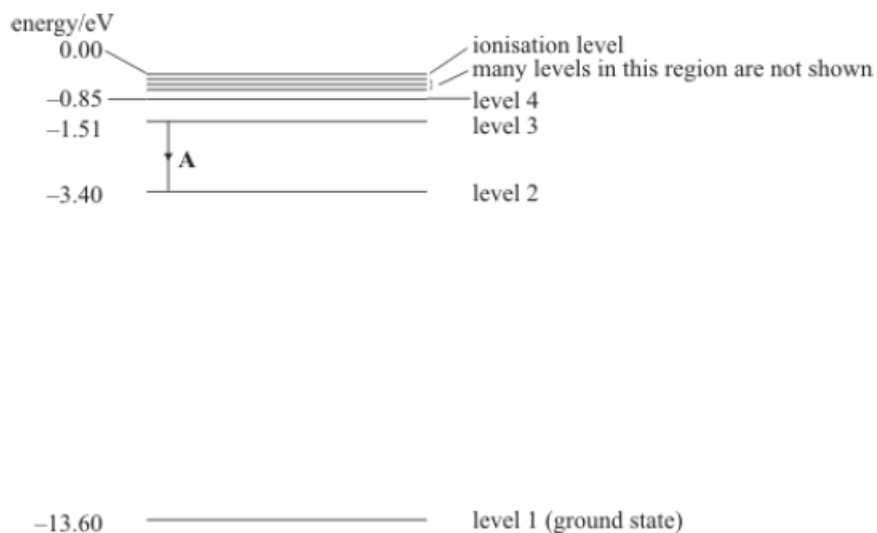 energy/eV
0.00
ionisation level
many levels in this region are not shown
–0.85
level 4
–1.51
level 3
A
–3.40
level 2
–13.60
level 1 (ground state)